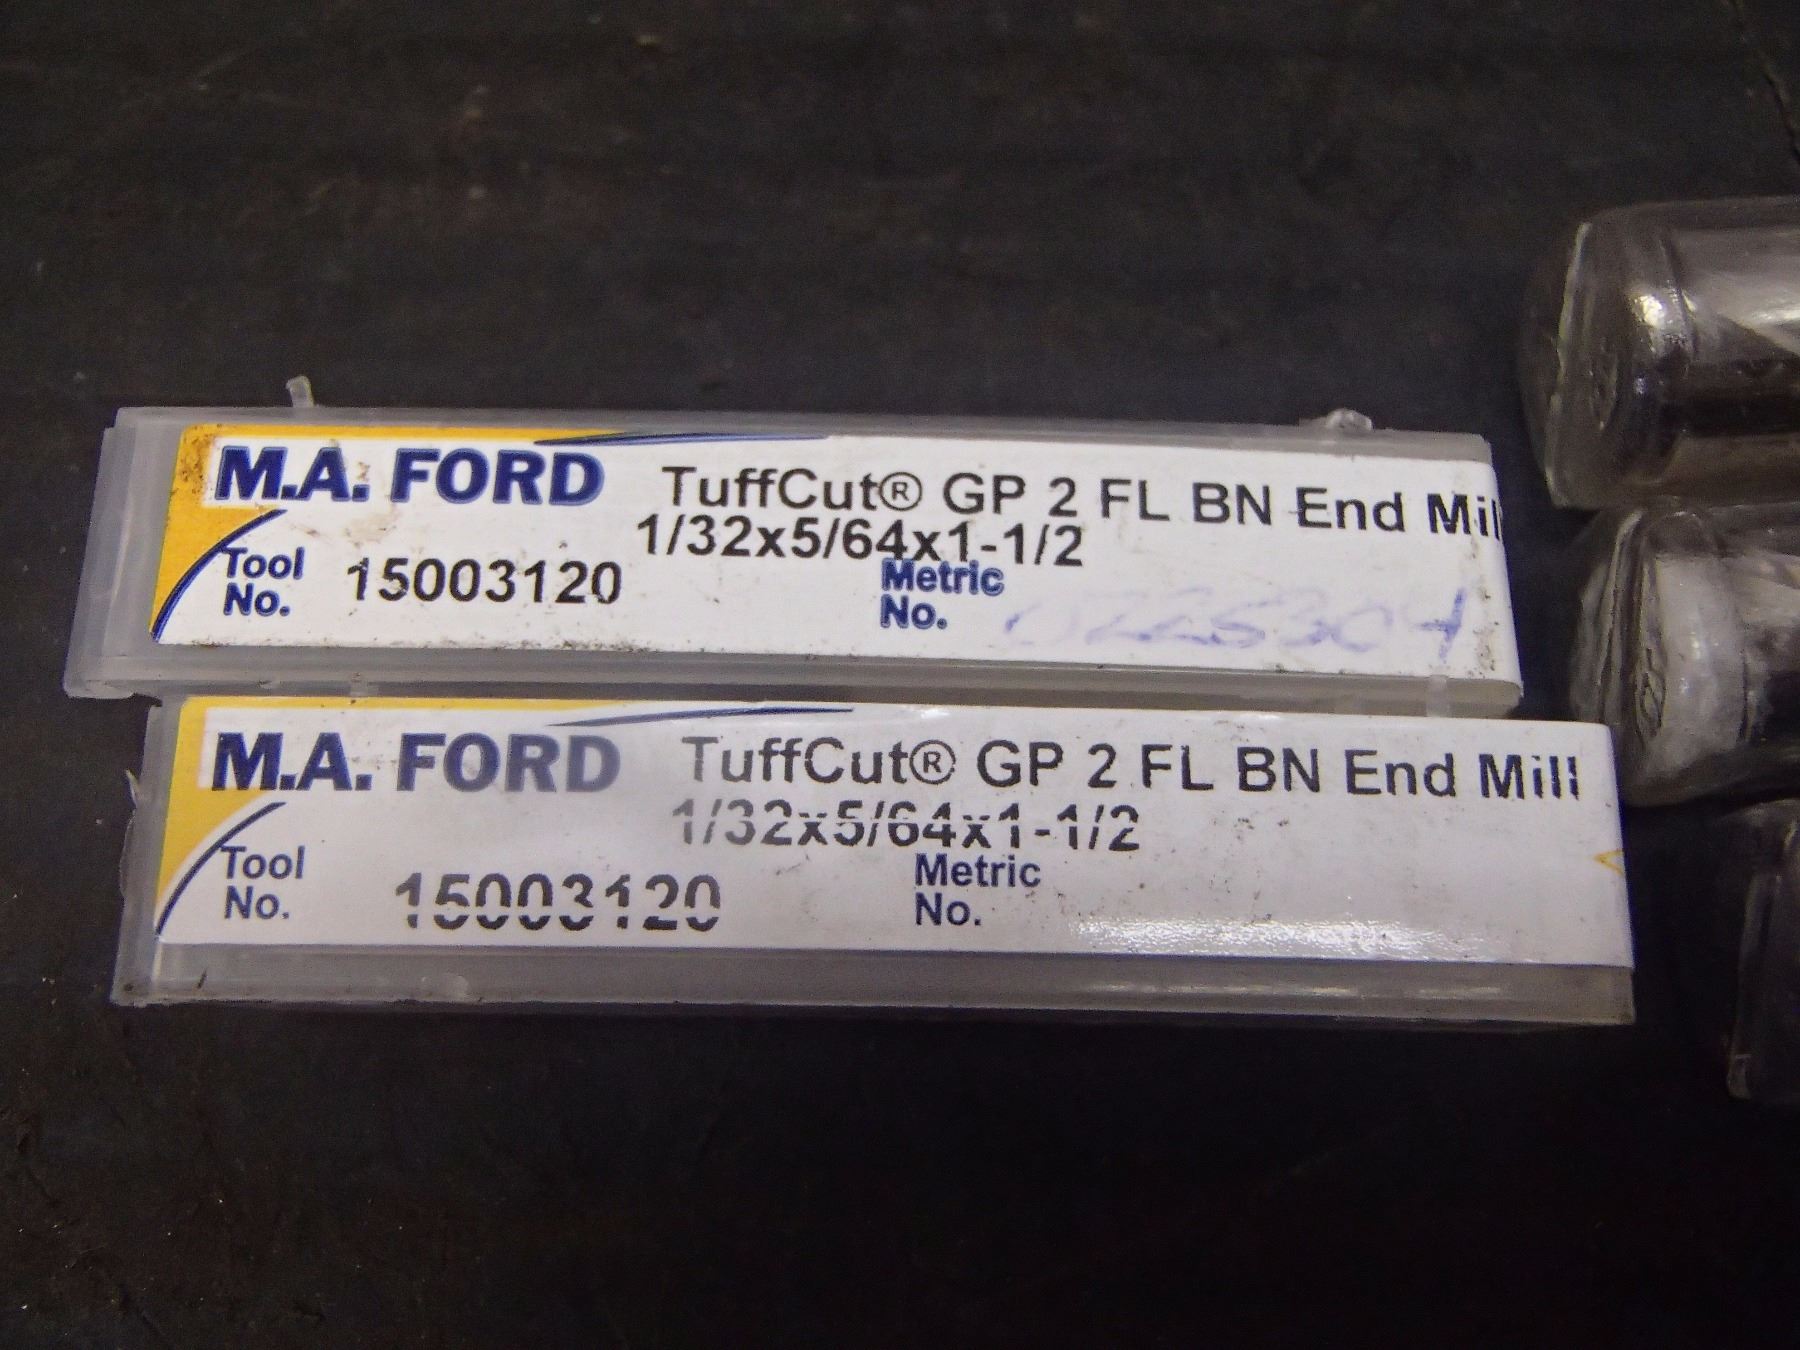 M.A. FORD TuffCut® GP 2 FL BN End Mill
1/32x5/64x1-1/2
Tool No. 15003120 Metric No.
M.A. FORD TuffCut® GP 2 FL BN End Mill
1/32x5/64x1-1/2
Tool No. 15003120 Metric No.